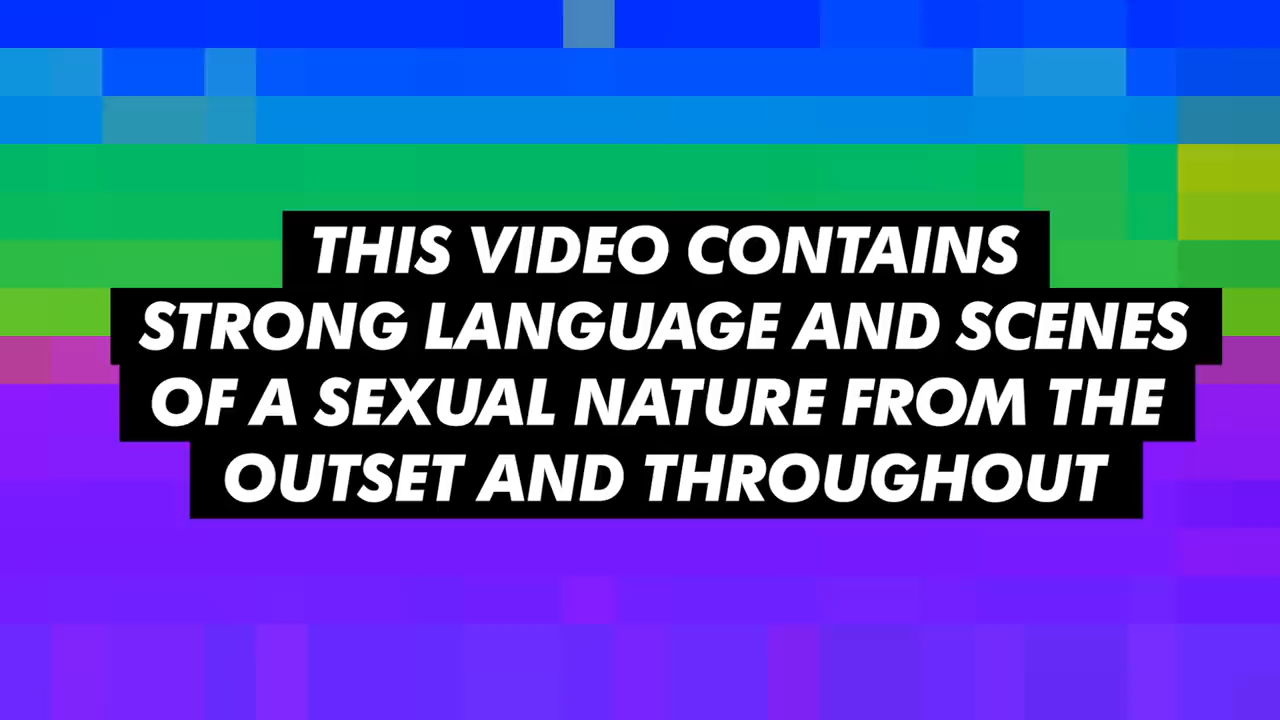 THIS VIDEO CONTAINS
STRONG LANGUAGE AND SCENES
OF A SEXUAL NATURE FROM THE
OUTSET AND THROUGHOUT